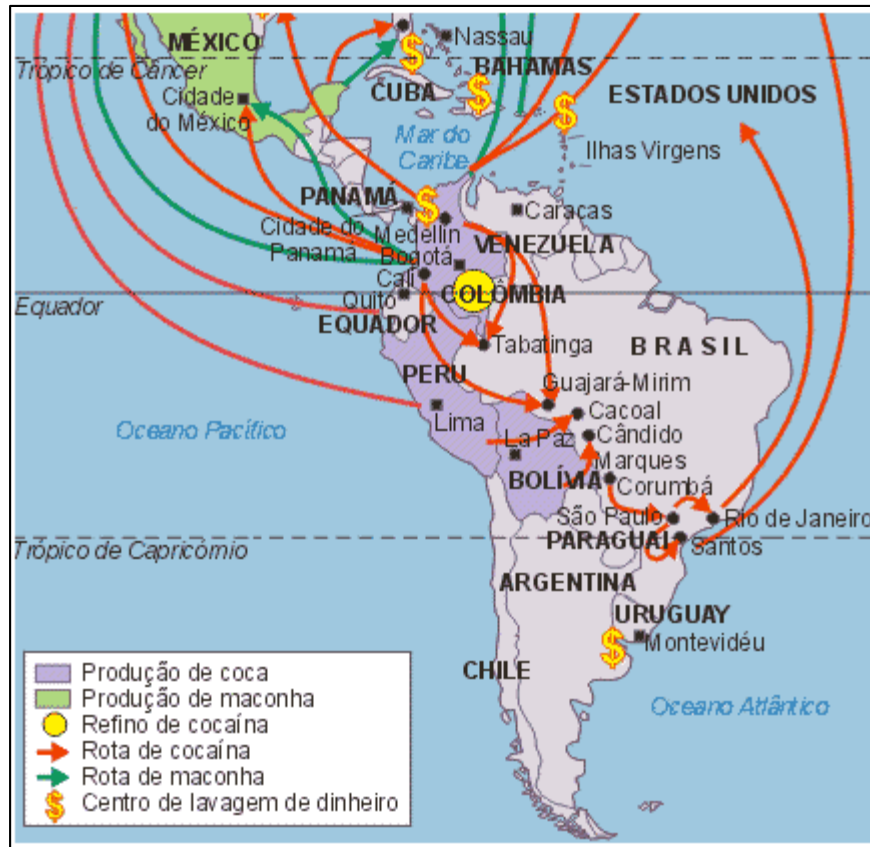 MÉXICO
Nassau
Trópico de Câncer
BAHAMAS
CUBA
ESTADOS UNIDOS
Cidade
do México
Mar do
Caribe
Ilhas Virgens
PANAMÁ
Caracas
Cidade do
Panamá
Medellin
VENEZUELA
Bogotá
Cali
Quito
COLÔMBIA
Equador
EQUADOR
Tabatinga
BRASIL
PERU
Guajará-Mirim
Lima
Cacoal
Oceano Pacífico
La Paz
Cândido
Marques
BOLÍVIA
Corumbá
São Paulo
Rio de Janeiro
PARAGUAI
Santos
Trópico de Capricórnio
ARGENTINA
URUGUAY
Montevidéu
CHILE
Oceano Atlântico
Produção de coca
Produção de maconha
Refino de cocaína
Rota de cocaína
Rota de maconha
$ Centro de lavagem de dinheiro